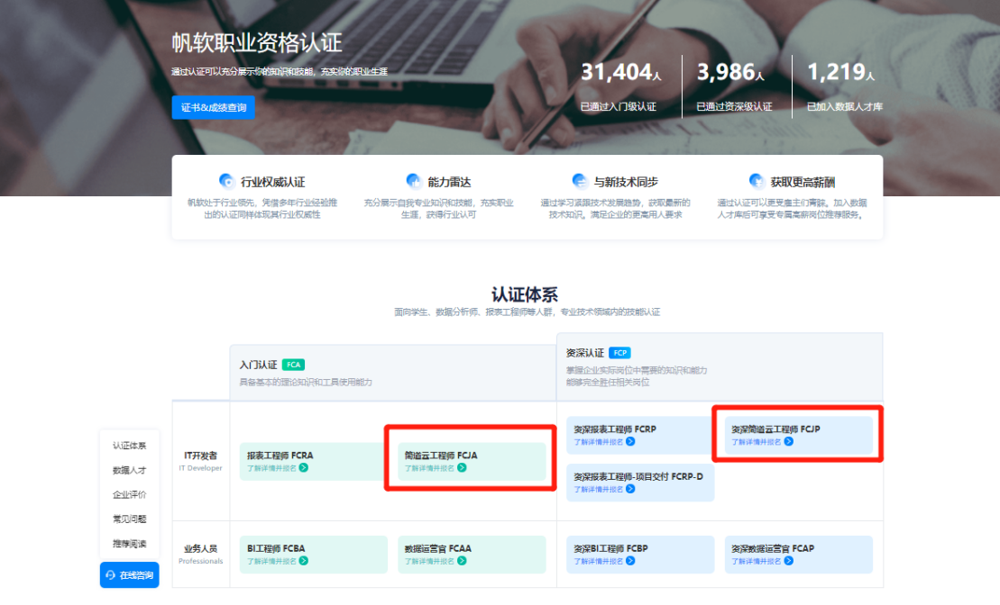 帆软职业资格认证
通过认证可以充分展示你的知识和技能，充实你的职业生涯
证书&成绩查询
31,404人
已通过入门级认证
3,986人
已通过资深级认证
1,219人
已加入数据人才库
行业权威认证
帆软处于行业领先，凭借多年行业经验推
出的认证同样体现其行业权威性
能力雷达
充分展示自我专业知识和技能，充实职业
生涯，获得行业认可
与新技术同步
通过学习紧跟技术发展趋势，获取最新的
技术知识。满足企业的更高用人要求
获取更高薪酬
通过认证可以更受雇主们青睐。加入数据
人才库后可享受专属高薪岗位推荐服务。
认证体系
面向学生、数据分析师、报表工程师等人群，专业技术领域内的技能认证
入门认证 FCA
具备基本的理论知识和工具使用能力
资深认证 FCP
掌握企业实际岗位中需要的知识和能力
能够完全胜任相关岗位
IT开发者
IT Developer
报表工程师 FCRA
了解详情并报名
简道云工程师 FCJA
了解详情并报名
资深报表工程师 FCRP
了解详情并报名
资深简道云工程师 FCJP
了解详情并报名
资深报表工程师-项目交付 FCRP-D
了解详情并报名
业务人员
Professionals
BI工程师 FCBA
了解详情并报名
数据运营官 FCAA
了解详情并报名
资深BI工程师 FCBP
了解详情并报名
资深数据运营官 FCAP
了解详情并报名
认证体系
数据人才
企业评价
常见问题
推荐阅读
在线咨询